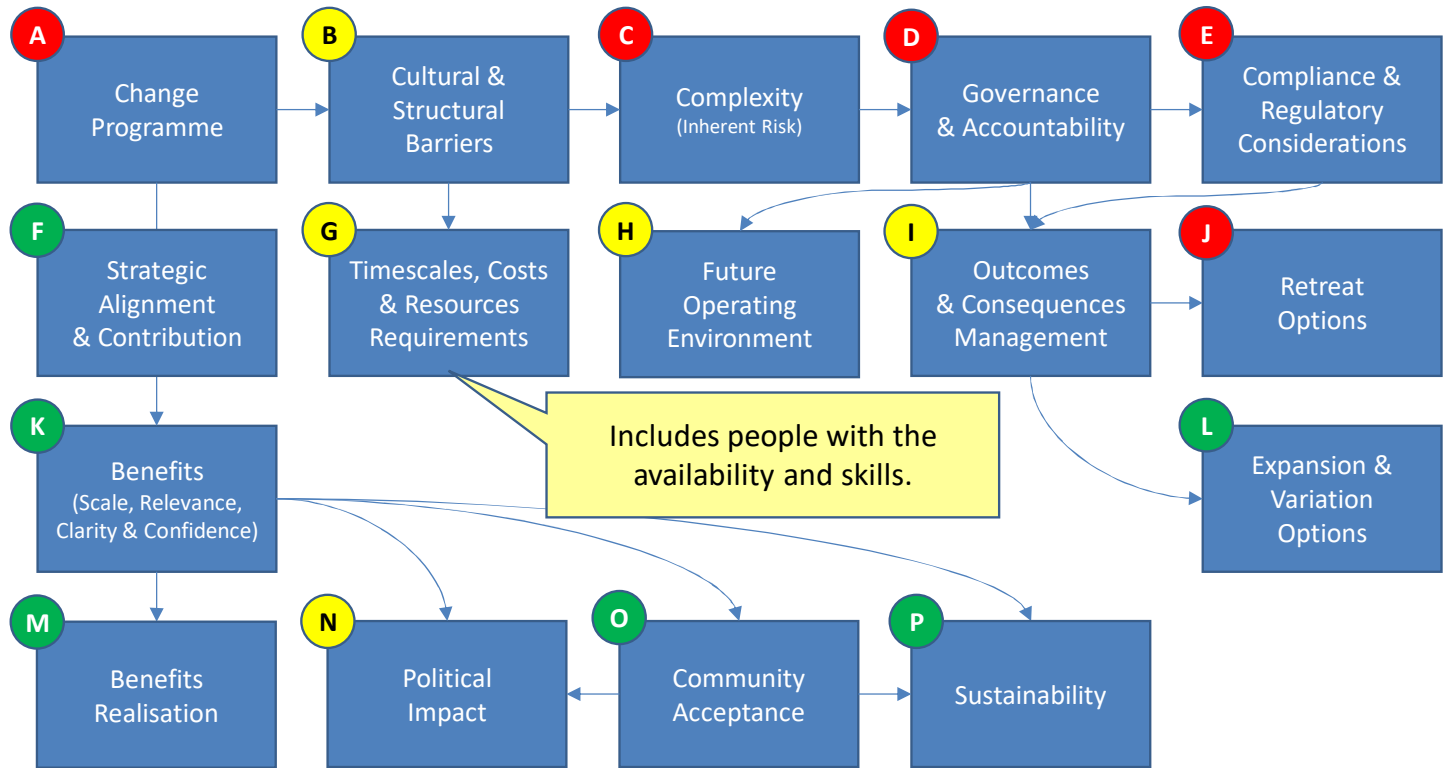 A
Change
Programme
B
Cultural &
Structural
Barriers
C
Complexity
(Inherent Risk)
D
Governance
& Accountability
E
Compliance &
Regulatory
Considerations
F
Strategic
Alignment
& Contribution
G
Timescales, Costs
& Resources
Requirements
H
Future
Operating
Environment
I
Outcomes
& Consequences
Management
J
Retreat
Options
Includes people with the
availability and skills.
K
Benefits
(Scale, Relevance,
Clarity & Confidence)
L
Expansion &
Variation
Options
M
Benefits
Realisation
N
Political
Impact
O
Community
Acceptance
P
Sustainability